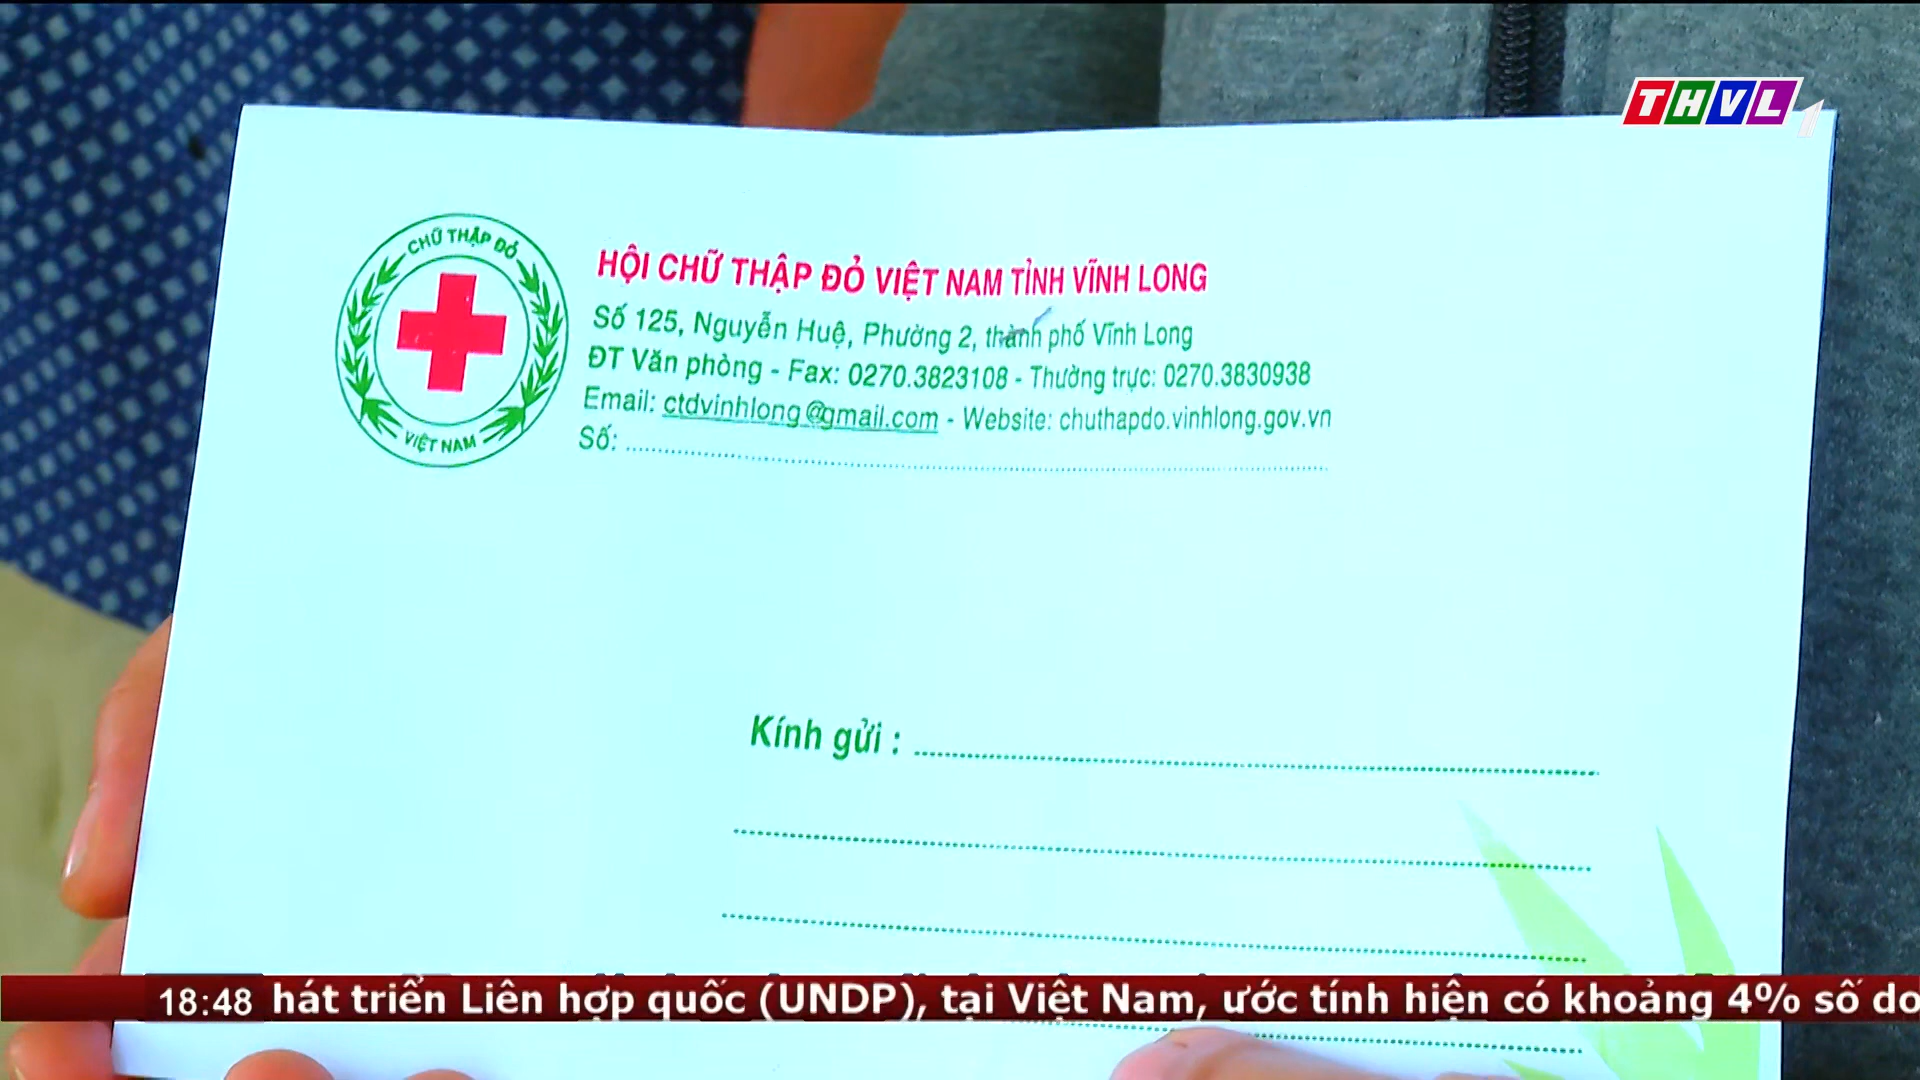 THVL1
CHỮ THẬP ĐỎ
VIỆT NAM
HỘI CHỮ THẬP ĐỎ VIỆT NAM TỈNH VĨNH LONG
Số 125, Nguyễn Huệ, Phường 2, thành phố Vĩnh Long
ĐT Văn phòng - Fax: 0270.3823108 - Thường trực: 0270.3830938
Email: ctdvinhlong@gmail.com - Website: chuthapdo.vinhlong.gov.vn
Số:
Kính gửi :
18:48 hát triển Liên hợp quốc (UNDP), tại Việt Nam, ước tính hiện có khoảng 4% số do